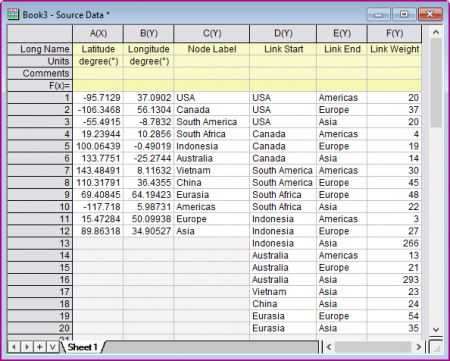 Book3 - Source Data *
A(X) B(Y) C(Y) D(Y) E(Y) F(Y)
Long Name Latitude Longitude Node Label Link Start Link End Link Weight
Units degree(°) degree(°)
Comments
F(x)=
1 -95.7129 37.0902 USA USA Americas 20
2 -106.3468 56.1304 Canada USA Europe 37
3 -55.4915 -8.7832 South America USA Asia 20
4 19.23944 10.2856 South Africa Canada Americas 4
5 100.06439 -0.49019 Indonesia Canada Europe 19
6 133.7751 -25.2744 Australia Canada Asia 14
7 143.48491 8.11632 Vietnam South America Americas 30
8 110.31791 36.4355 China South America Europe 45
9 69.40845 64.19423 Eurasia South Africa Europe 48
10 -117.718 5.98731 Americas South Africa Asia 22
11 15.47284 50.09938 Europe Indonesia Americas 3
12 89.86318 34.90527 Asia Indonesia Europe 27
13 Indonesia Asia 266
14 Australia Americas 13
15 Australia Europe 21
16 Australia Asia 293
17 Vietnam Asia 23
18 China Asia 24
19 Eurasia Europe 54
20 Eurasia Asia 35
Sheet1